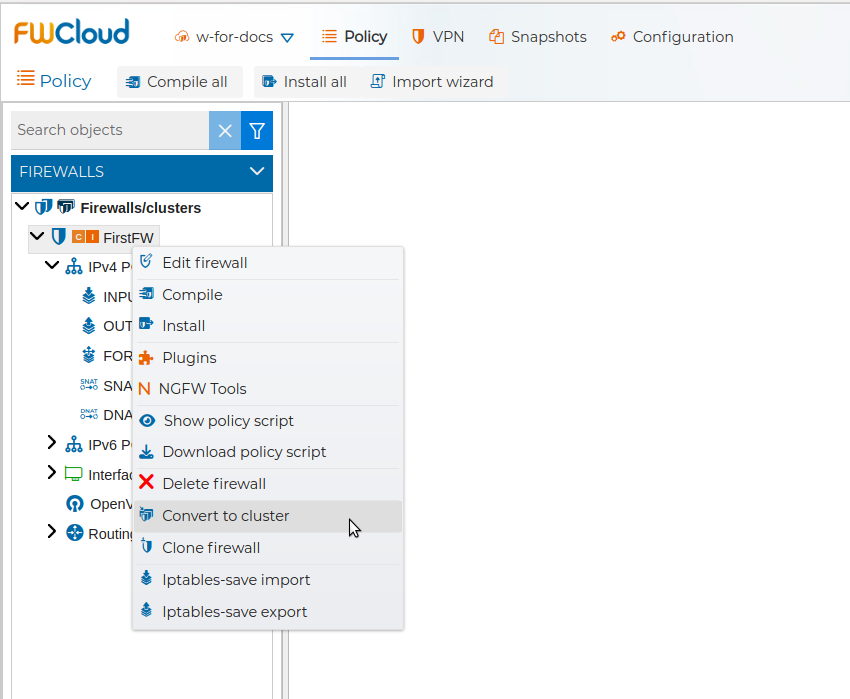 FWCloud
w-for-docs Policy VPN Snapshots Configuration
Policy Compile all Install all Import wizard
Search objects
FIREWALLS
Firewalls/clusters
C I FirstFW
IPv4 P
INPU
OUT
FOR
SNAT SNA
DNAT DNA
IPv6 P
Interfac
OpenV
Routing
Edit firewall
Compile
Install
Plugins
N NGFW Tools
Show policy script
Download policy script
Delete firewall
Convert to cluster
Clone firewall
Iptables-save import
Iptables-save export